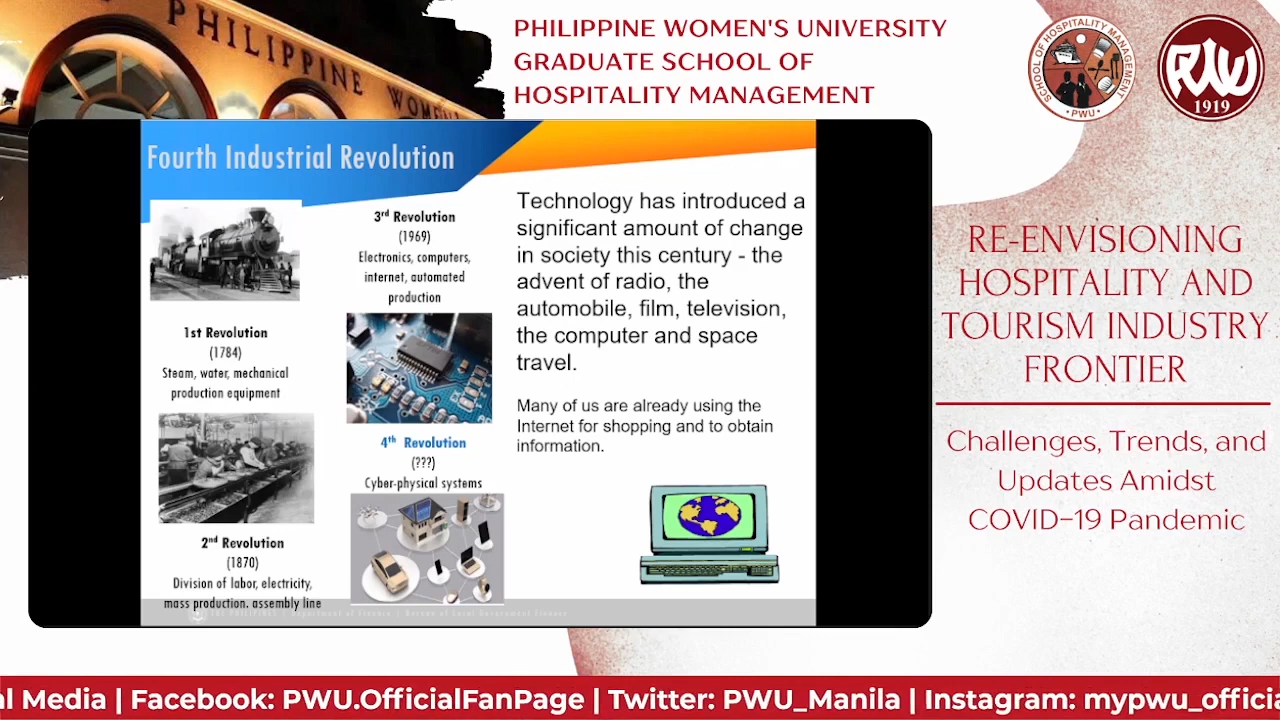 PHILIPPINE WOMEN'S UNIVERSITY
GRADUATE SCHOOL OF
HOSPITALITY MANAGEMENT
PHILIPPINE
SCHOOL OF HOSPITALITY MANAGEMENT
PWU
PWU
1919
Fourth Industrial Revolution
1st Revolution
(1784)
Steam, water, mechanical
production equipment
2nd Revolution
(1870)
Division of labor, electricity,
mass production, assembly line
3rd Revolution
(1969)
Electronics, computers,
internet, automated
production
4th Revolution
(???)
Cyber-physical systems
Technology has introduced a
significant amount of change
in society this century - the
advent of radio, the
automobile, film, television,
the computer and space
travel.
Many of us are already using the
Internet for shopping and to obtain
information.
RE-ENVISIONING
HOSPITALITY AND
TOURISM INDUSTRY
FRONTIER
Challenges, Trends, and
Updates Amidst
COVID-19 Pandemic
al Media | Facebook: PWU.OfficialFanPage | Twitter: PWU_Manila | Instagram: mypwu_officia